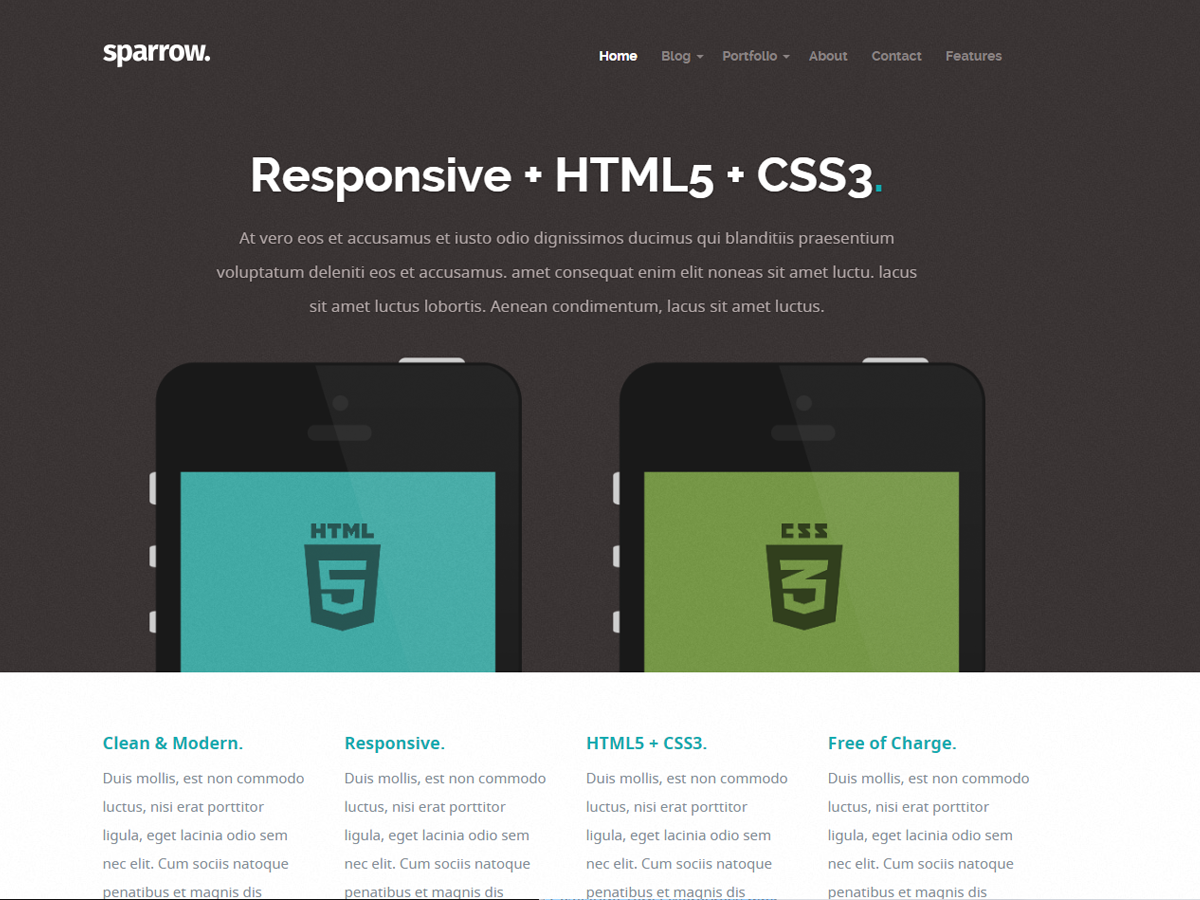 sparrow.
Home Blog Portfolio About Contact Features
Responsive + HTML5 + CSS3.
At vero eos et accusamus et iusto odio dignissimos ducimus qui blanditiis praesentium
voluptatum deleniti eos et accusamus. amet consequat enim elit noneas sit amet luctu. lacus
sit amet luctus lobortis. Aenean condimentum, lacus sit amet luctus.
HTML
5
CSS
3
Clean & Modern.
Duis mollis, est non commodo
luctus, nisi erat porttitor
ligula, eget lacinia odio sem
nec elit. Cum sociis natoque
penatibus et magnis dis
Responsive.
Duis mollis, est non commodo
luctus, nisi erat porttitor
ligula, eget lacinia odio sem
nec elit. Cum sociis natoque
penatibus et magnis dis
HTML5 + CSS3.
Duis mollis, est non commodo
luctus, nisi erat porttitor
ligula, eget lacinia odio sem
nec elit. Cum sociis natoque
penatibus et magnis dis
Free of Charge.
Duis mollis, est non commodo
luctus, nisi erat porttitor
ligula, eget lacinia odio sem
nec elit. Cum sociis natoque
penatibus et magnis dis